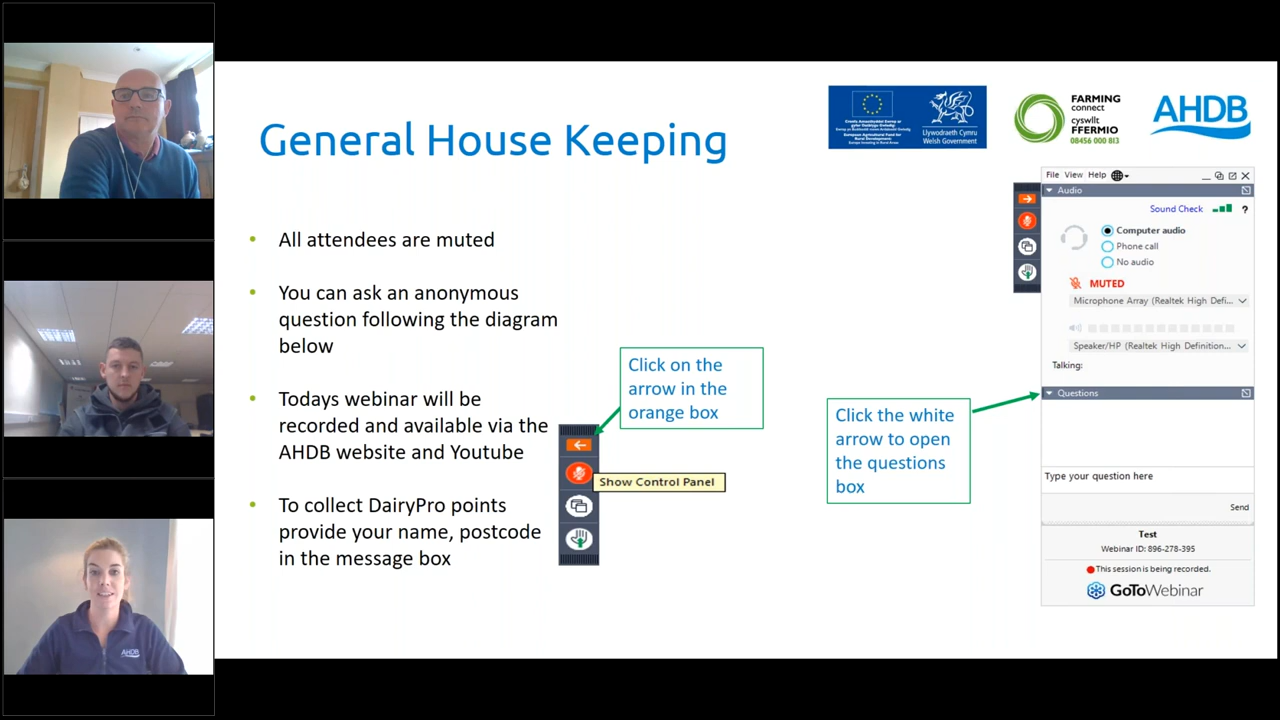 General House Keeping
Llywodraeth Cymru
Welsh Government
FARMING
connect
cyswllt
FFERMIO
08456 000 813
AHDB
All attendees are muted
You can ask an anonymous
question following the diagram
below
Todays webinar will be
recorded and available via the
AHDB website and Youtube
To collect DairyPro points
provide your name, postcode
in the message box
Click on the
arrow in the
orange box
Show Control Panel
Click the white
arrow to open
the questions
box
File View Help
Audio
Sound Check ?
Computer audio
Phone call
No audio
MUTED
Microphone Array (Realtek High Defi...
Speaker/HP (Realtek High Definition...
Talking:
Questions
Type your question here
Send
Test
Webinar ID: 896-278-395
This session is being recorded.
GoToWebinar
AHDB